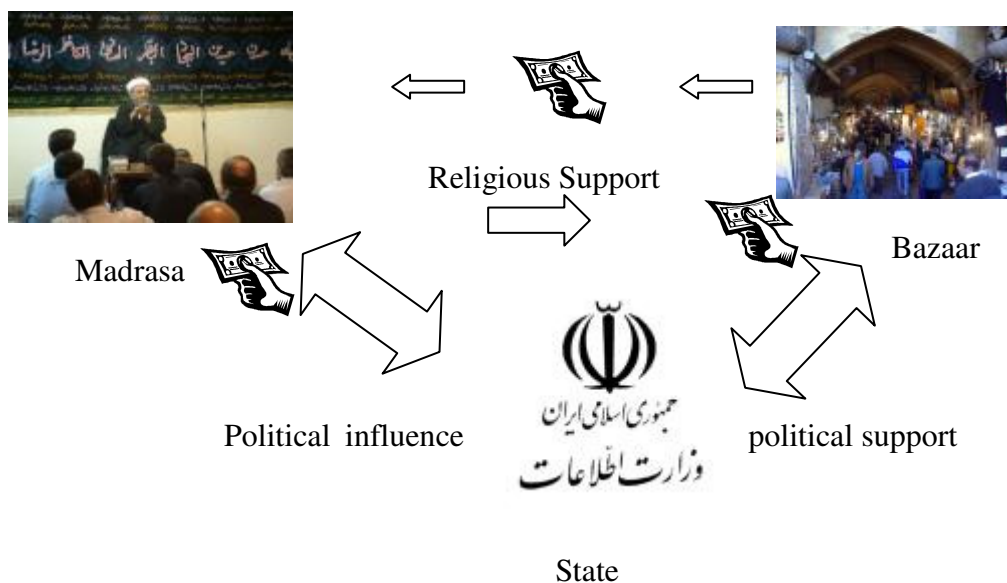 Religious Support
Madrasa
Bazaar
جمهوری اسلامی ایران
وزارت اطلاعات
Political influence
political support
State